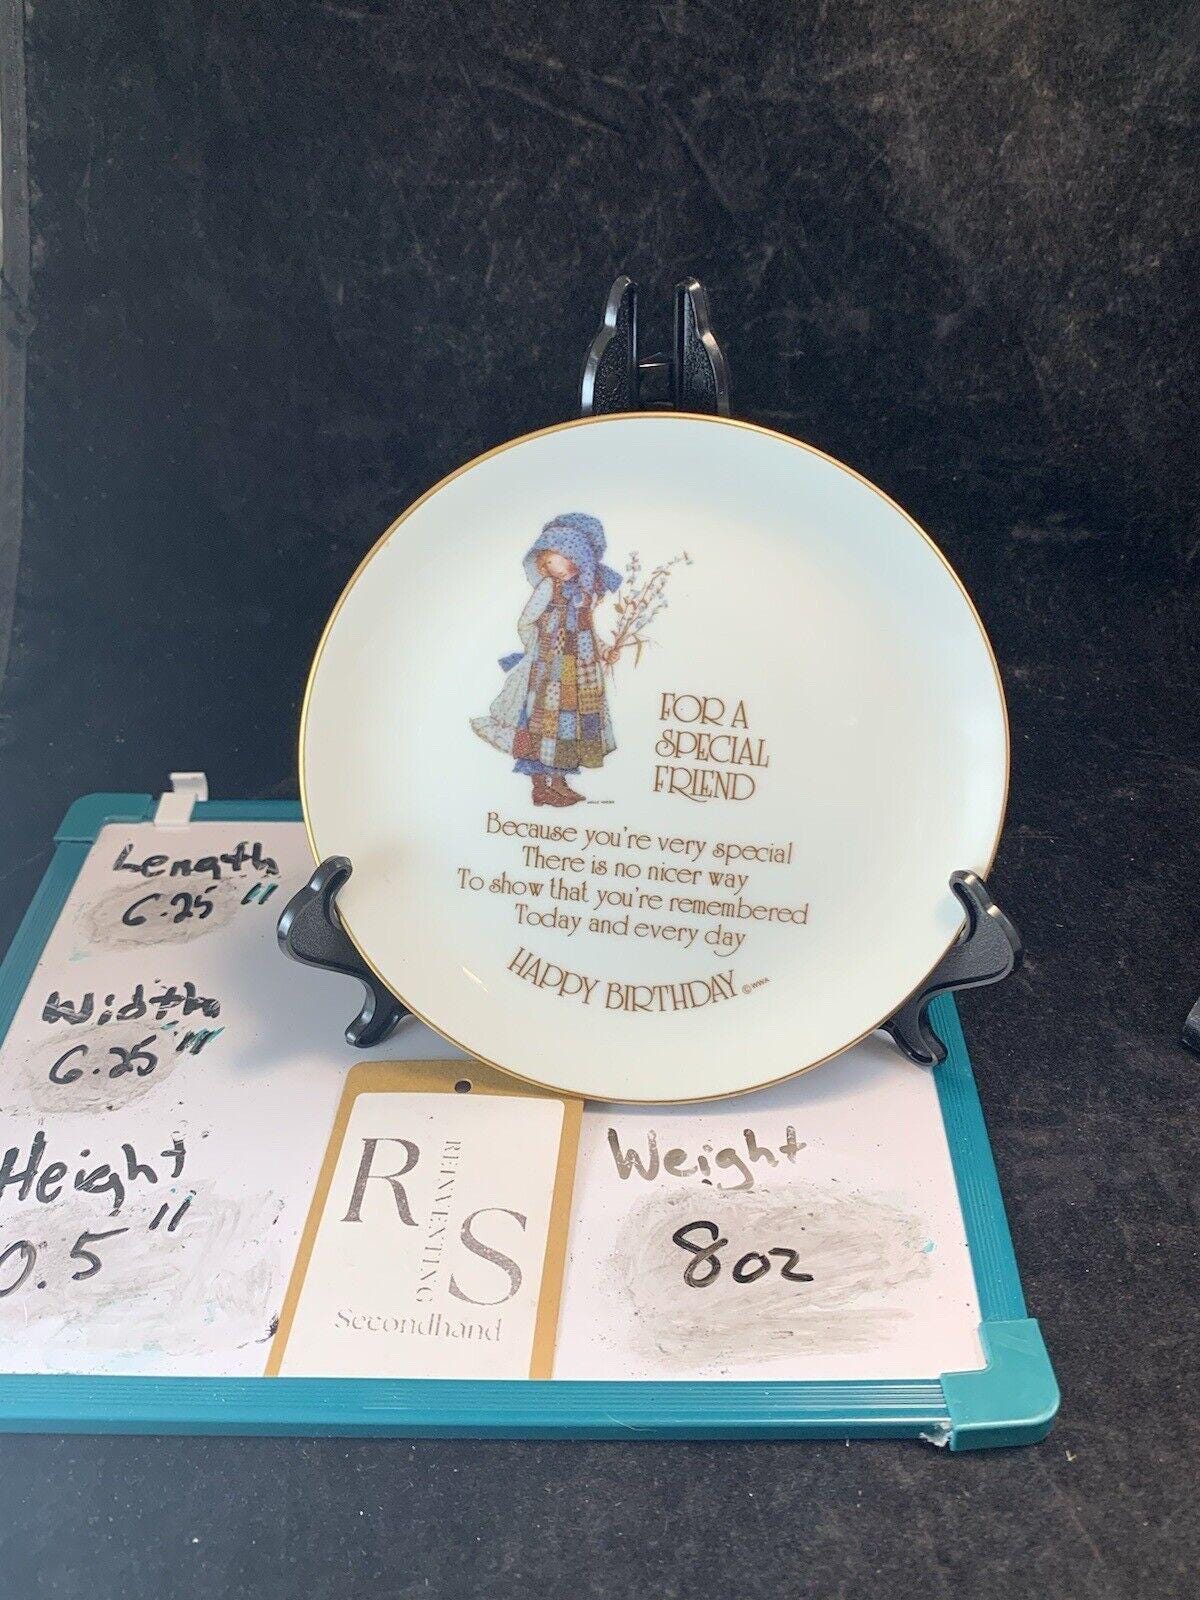 FOR A
SPECIAL
FRIEND
Because you're very special
There is no nicer way
To show that you're remembered
Today and every day
HAPPY BIRTHDAY © WWA
Length
6.25"
Width
6.25"
Height
0.5"
R REINVENTING S
Secondhand
Weight
8oz